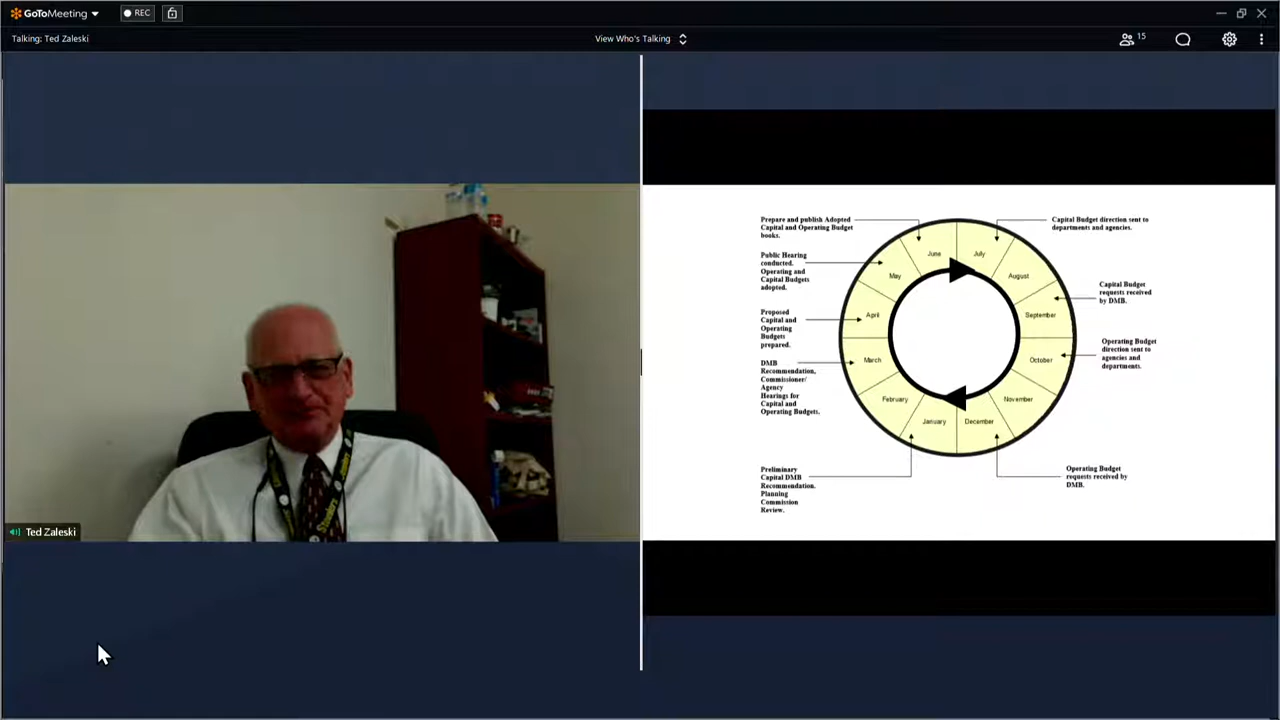 GoToMeeting
REC
Talking: Ted Zaleski
View Who's Talking
15
Ted Zaleski
Prepare and publish Adopted
Capital and Operating Budget
books.
Public Hearing
conducted.
Operating and
Capital Budgets
adopted.
Proposed
Capital and
Operating
Budgets
prepared.
DMB
Recommendation,
Commissioner/
Agency
Hearings for
Capital and
Operating Budgets.
Preliminary
Capital DMB
Recommendation.
Planning
Commission
Review.
June
July
May
August
April
September
March
October
February
November
January
December
Capital Budget direction sent to
departments and agencies.
Capital Budget
requests received
by DMB.
Operating Budget
direction sent to
agencies and
departments.
Operating Budget
requests received by
DMB.